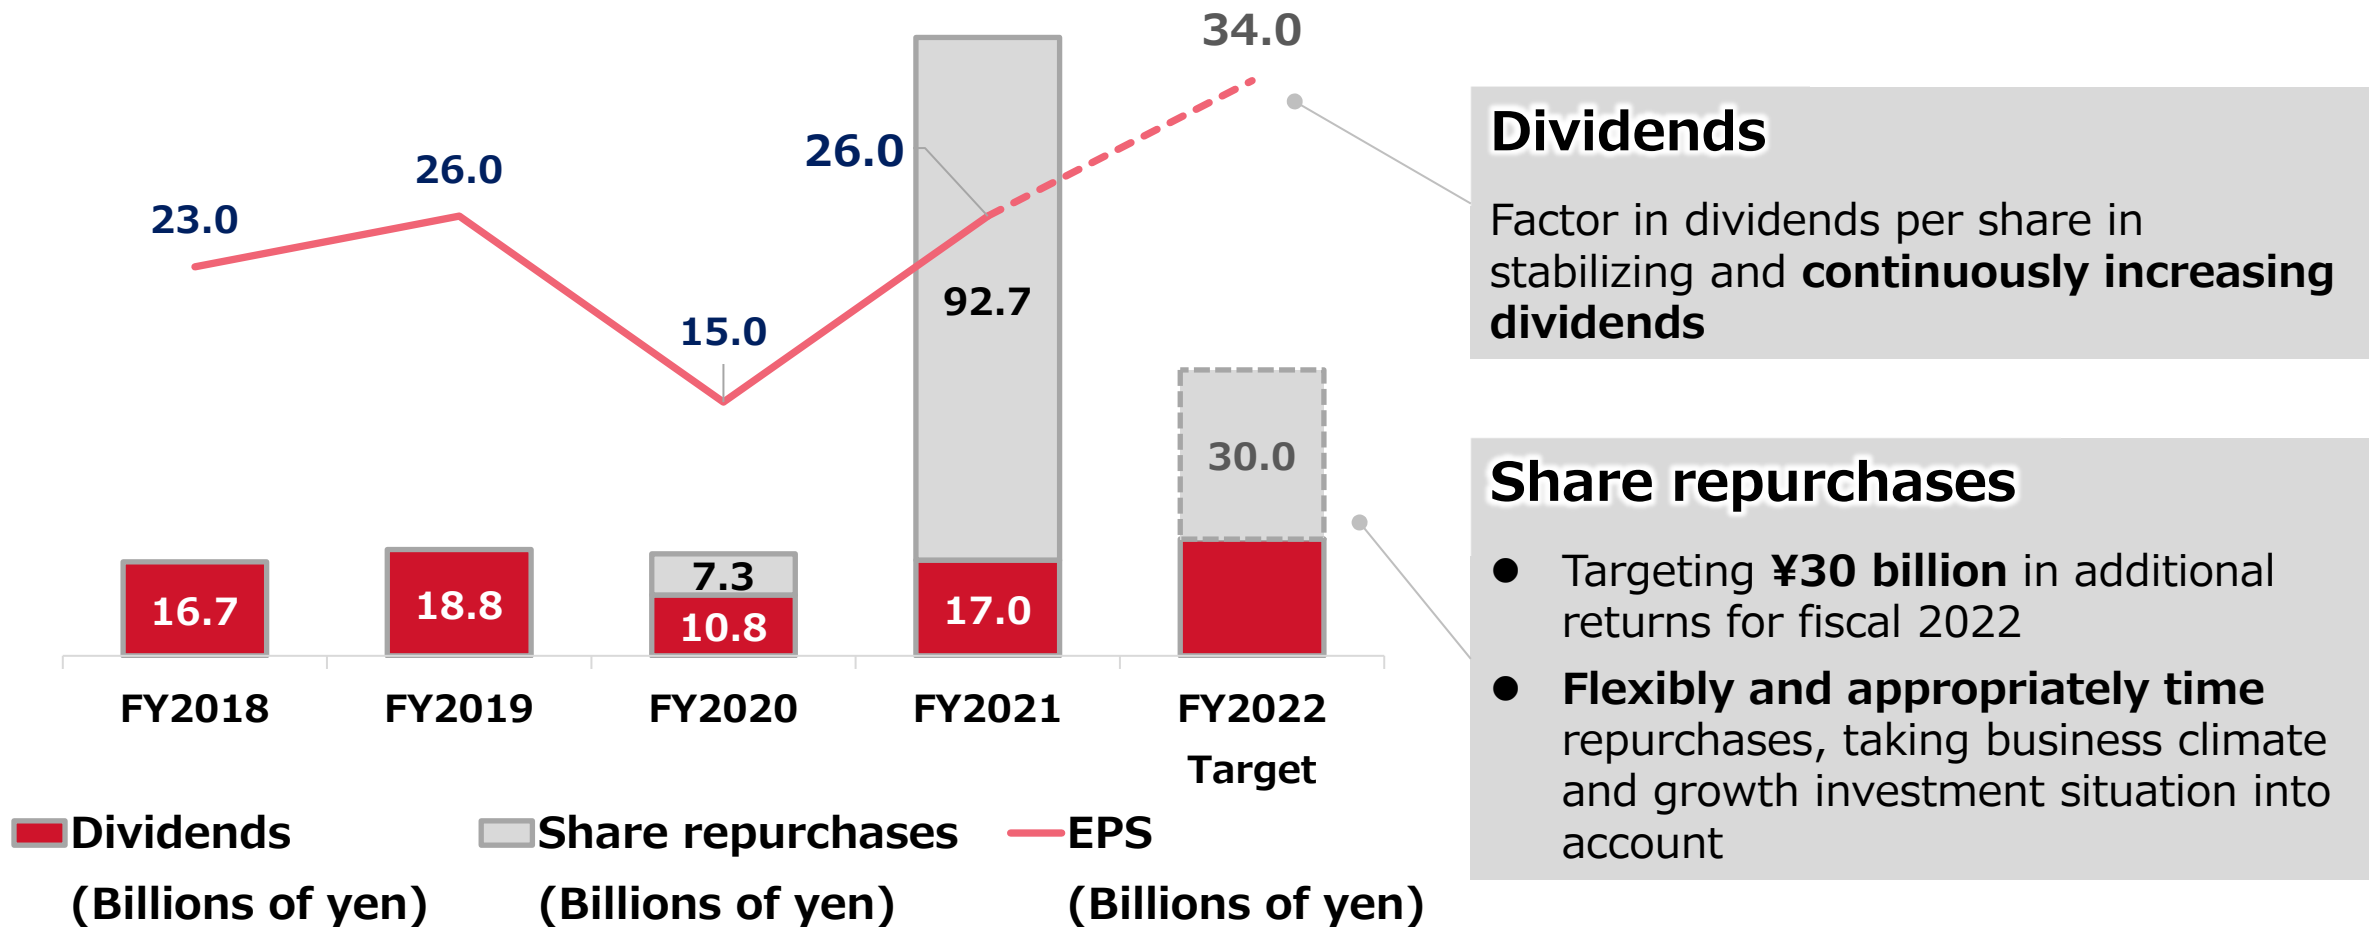 34.0
26.0
26.0
23.0
15.0
92.7
30.0
7.3
16.7
18.8
10.8
17.0
FY2018
FY2019
FY2020
FY2021
FY2022
Target
Dividends
(Billions of yen)
Share repurchases
(Billions of yen)
EPS
(Billions of yen)
Dividends
Factor in dividends per share in
stabilizing and continuously increasing
dividends
Share repurchases
● Targeting ¥30 billion in additional
returns for fiscal 2022
● Flexibly and appropriately time
repurchases, taking business climate
and growth investment situation into
account